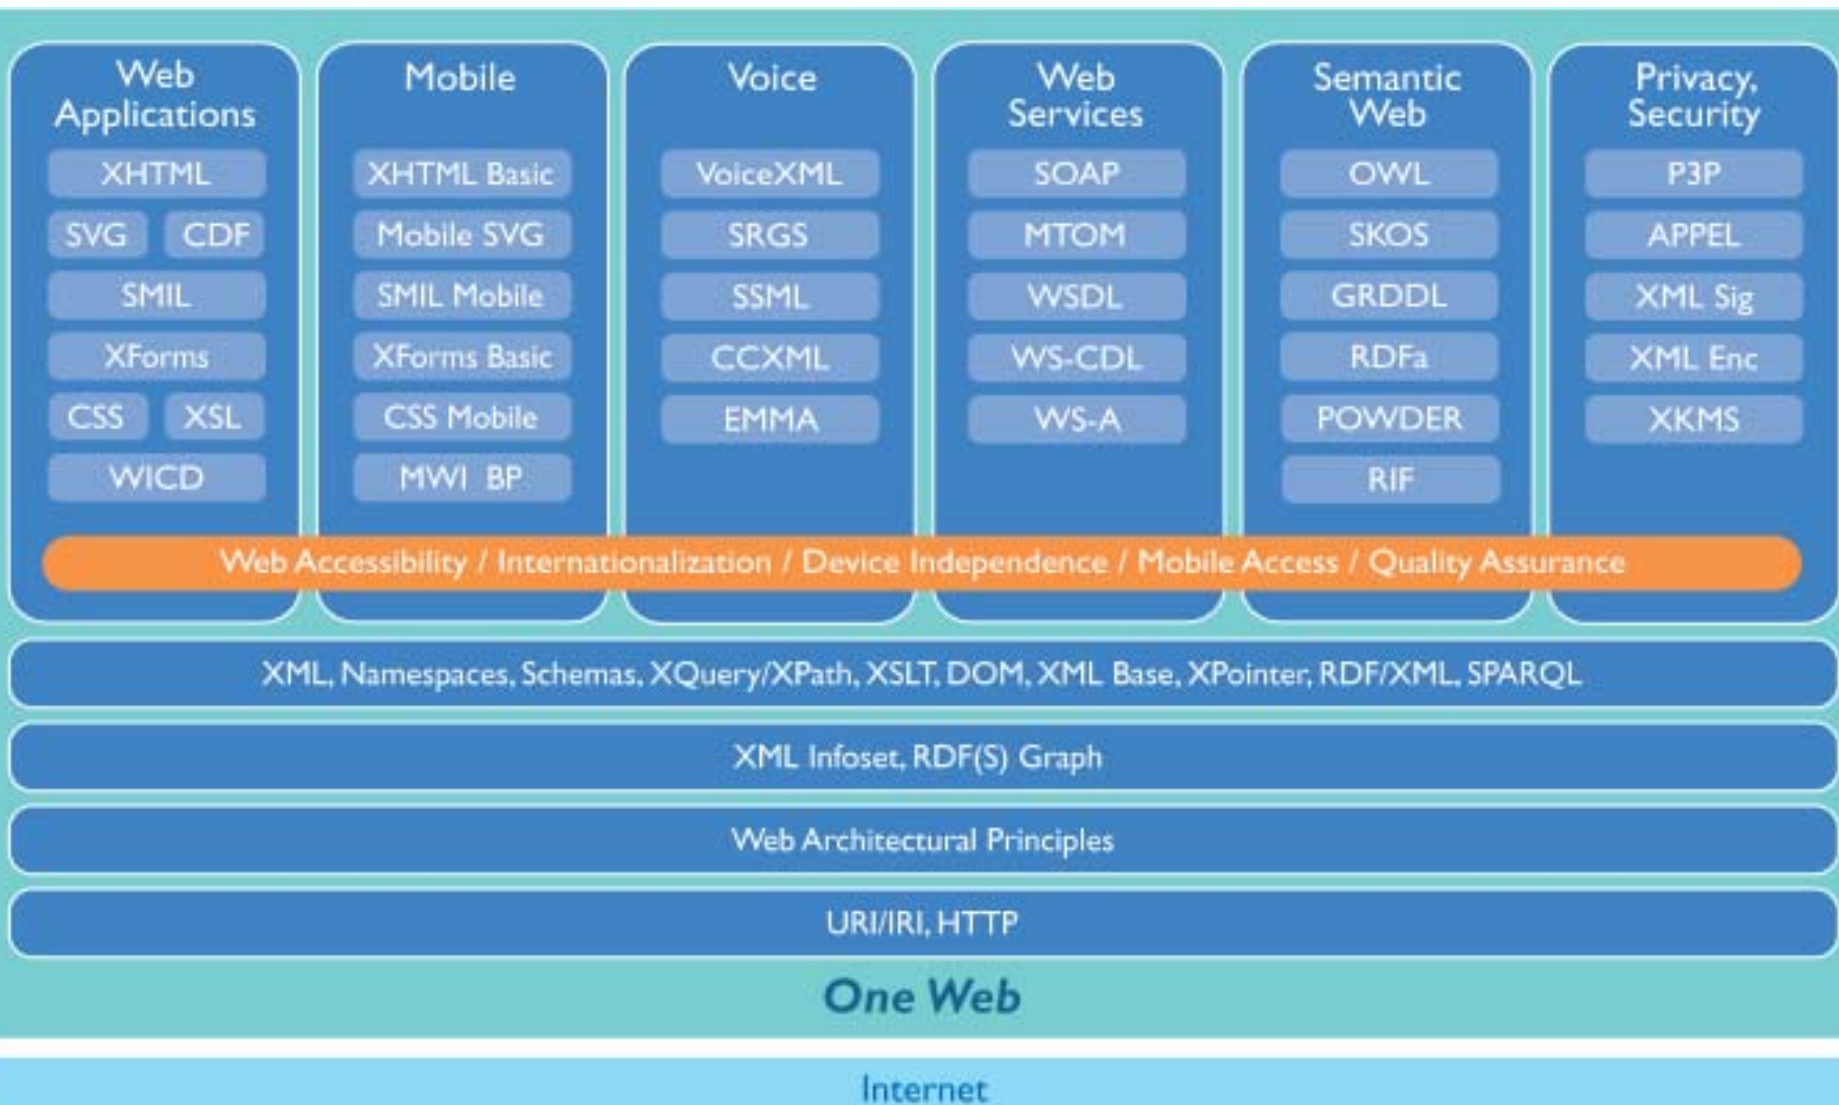 Web
Applications
XHTML
SVG CDF
SMIL
XForms
CSS XSL
WICD
Mobile
XHTML Basic
Mobile SVG
SMIL Mobile
XForms Basic
CSS Mobile
MWI BP
Voice
VoiceXML
SRGS
SSML
CCXML
EMMA
Web
Services
SOAP
MTOM
WSDL
WS-CDL
WS-A
Semantic
Web
OWL
SKOS
GRDDL
RDFa
POWDER
RIF
Privacy,
Security
P3P
APPEL
XML Sig
XML Enc
XKMS
Web Accessibility / Internationalization / Device Independence / Mobile Access / Quality Assurance
XML, Namespaces, Schemas, XQuery/XPath, XSLT, DOM, XML Base, XPointer, RDF/XML, SPARQL
XML Infoset, RDF(S) Graph
Web Architectural Principles
URI/IRI, HTTP
One Web
Internet